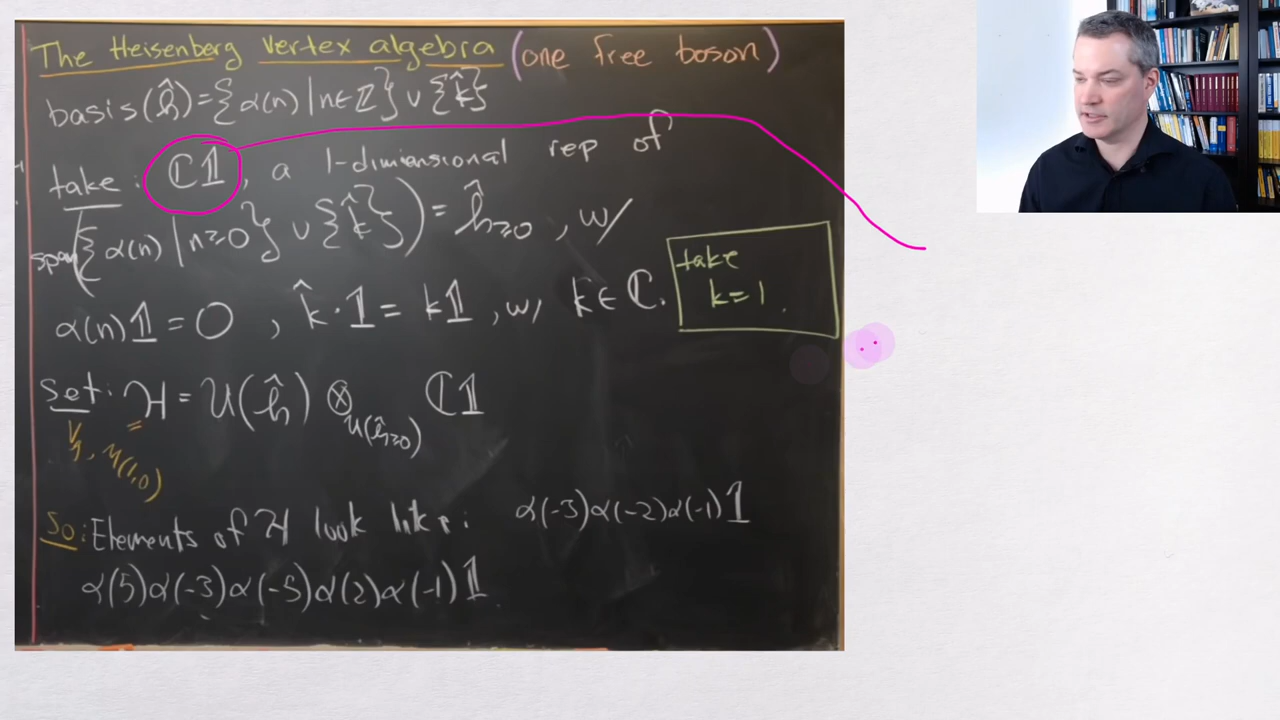 The Heisenberg vertex algebra (one free boson)
basis(ĥ) = {α(n) | n∈ℤ} ∪ {k̂}
take: ℂ𝟙, a 1-dimiensional rep of
span({α(n) | n≥0} ∪ {k̂}) = ĥ≥0, w/
α(n)𝟙 = 0, k̂·𝟙 = k𝟙, w/ k∈ℂ.
take
k=1.
Set: ℋ = U(ĥ) ⊗_{U(ĥ≥0)} ℂ𝟙
So: Elements of ℋ look like: α(-3)α(-2)α(-1)𝟙
α(5)α(-3)α(-5)α(2)α(-1)𝟙